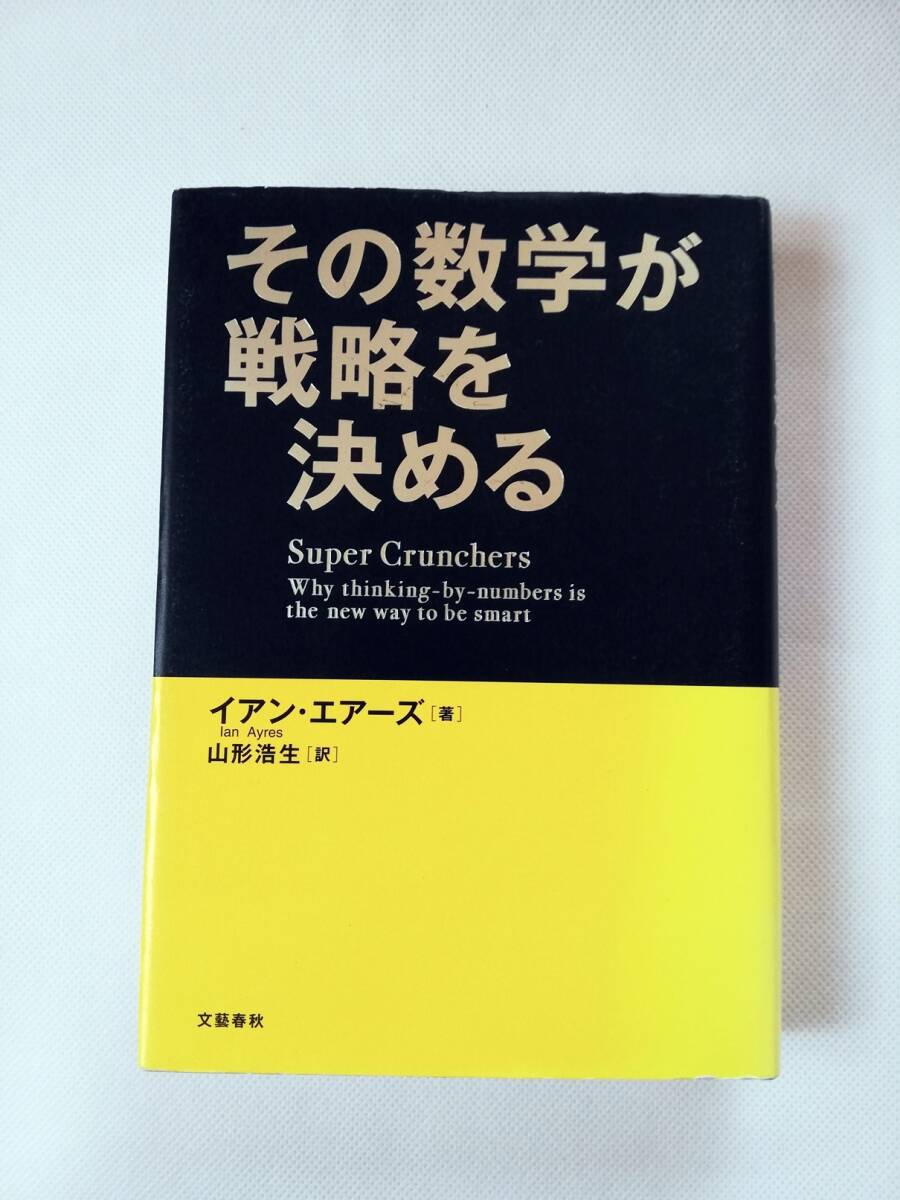 その数学が
戦略を
決める
Super Crunchers
Why thinking-by-numbers is
the new way to be smart
イアン・エアーズ[著]
Ian Ayres
山形浩生[訳]
文藝春秋